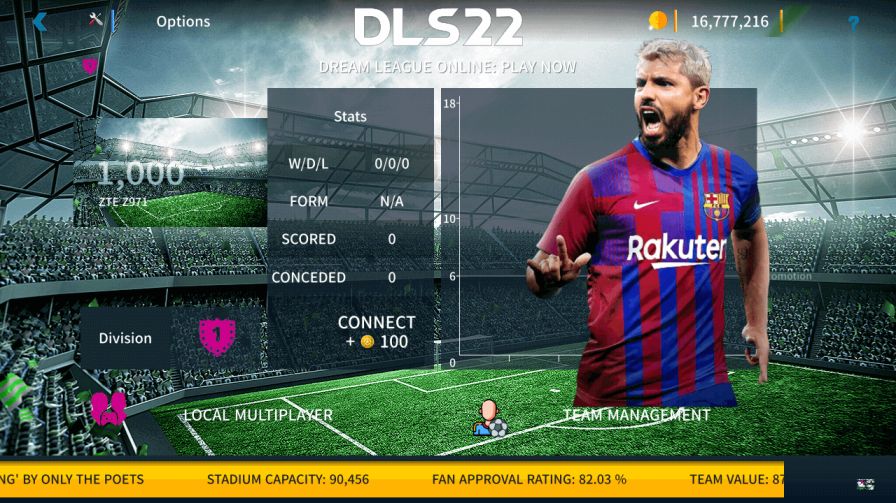 Options
DLS22
16,777,216
?
DREAM LEAGUE ONLINE: PLAY NOW
1,000
ZTE Z971
Stats
W/D/L 0/0/0
FORM N/A
SCORED 0
CONCEDED 0
CONNECT
+ 100
18
10
6
0
Rakuten
omotion
Division
1
LOCAL MULTIPLAYER
TEAM MANAGEMENT
NG' BY ONLY THE POETS STADIUM CAPACITY: 90,456 FAN APPROVAL RATING: 82.03 % TEAM VALUE: 87